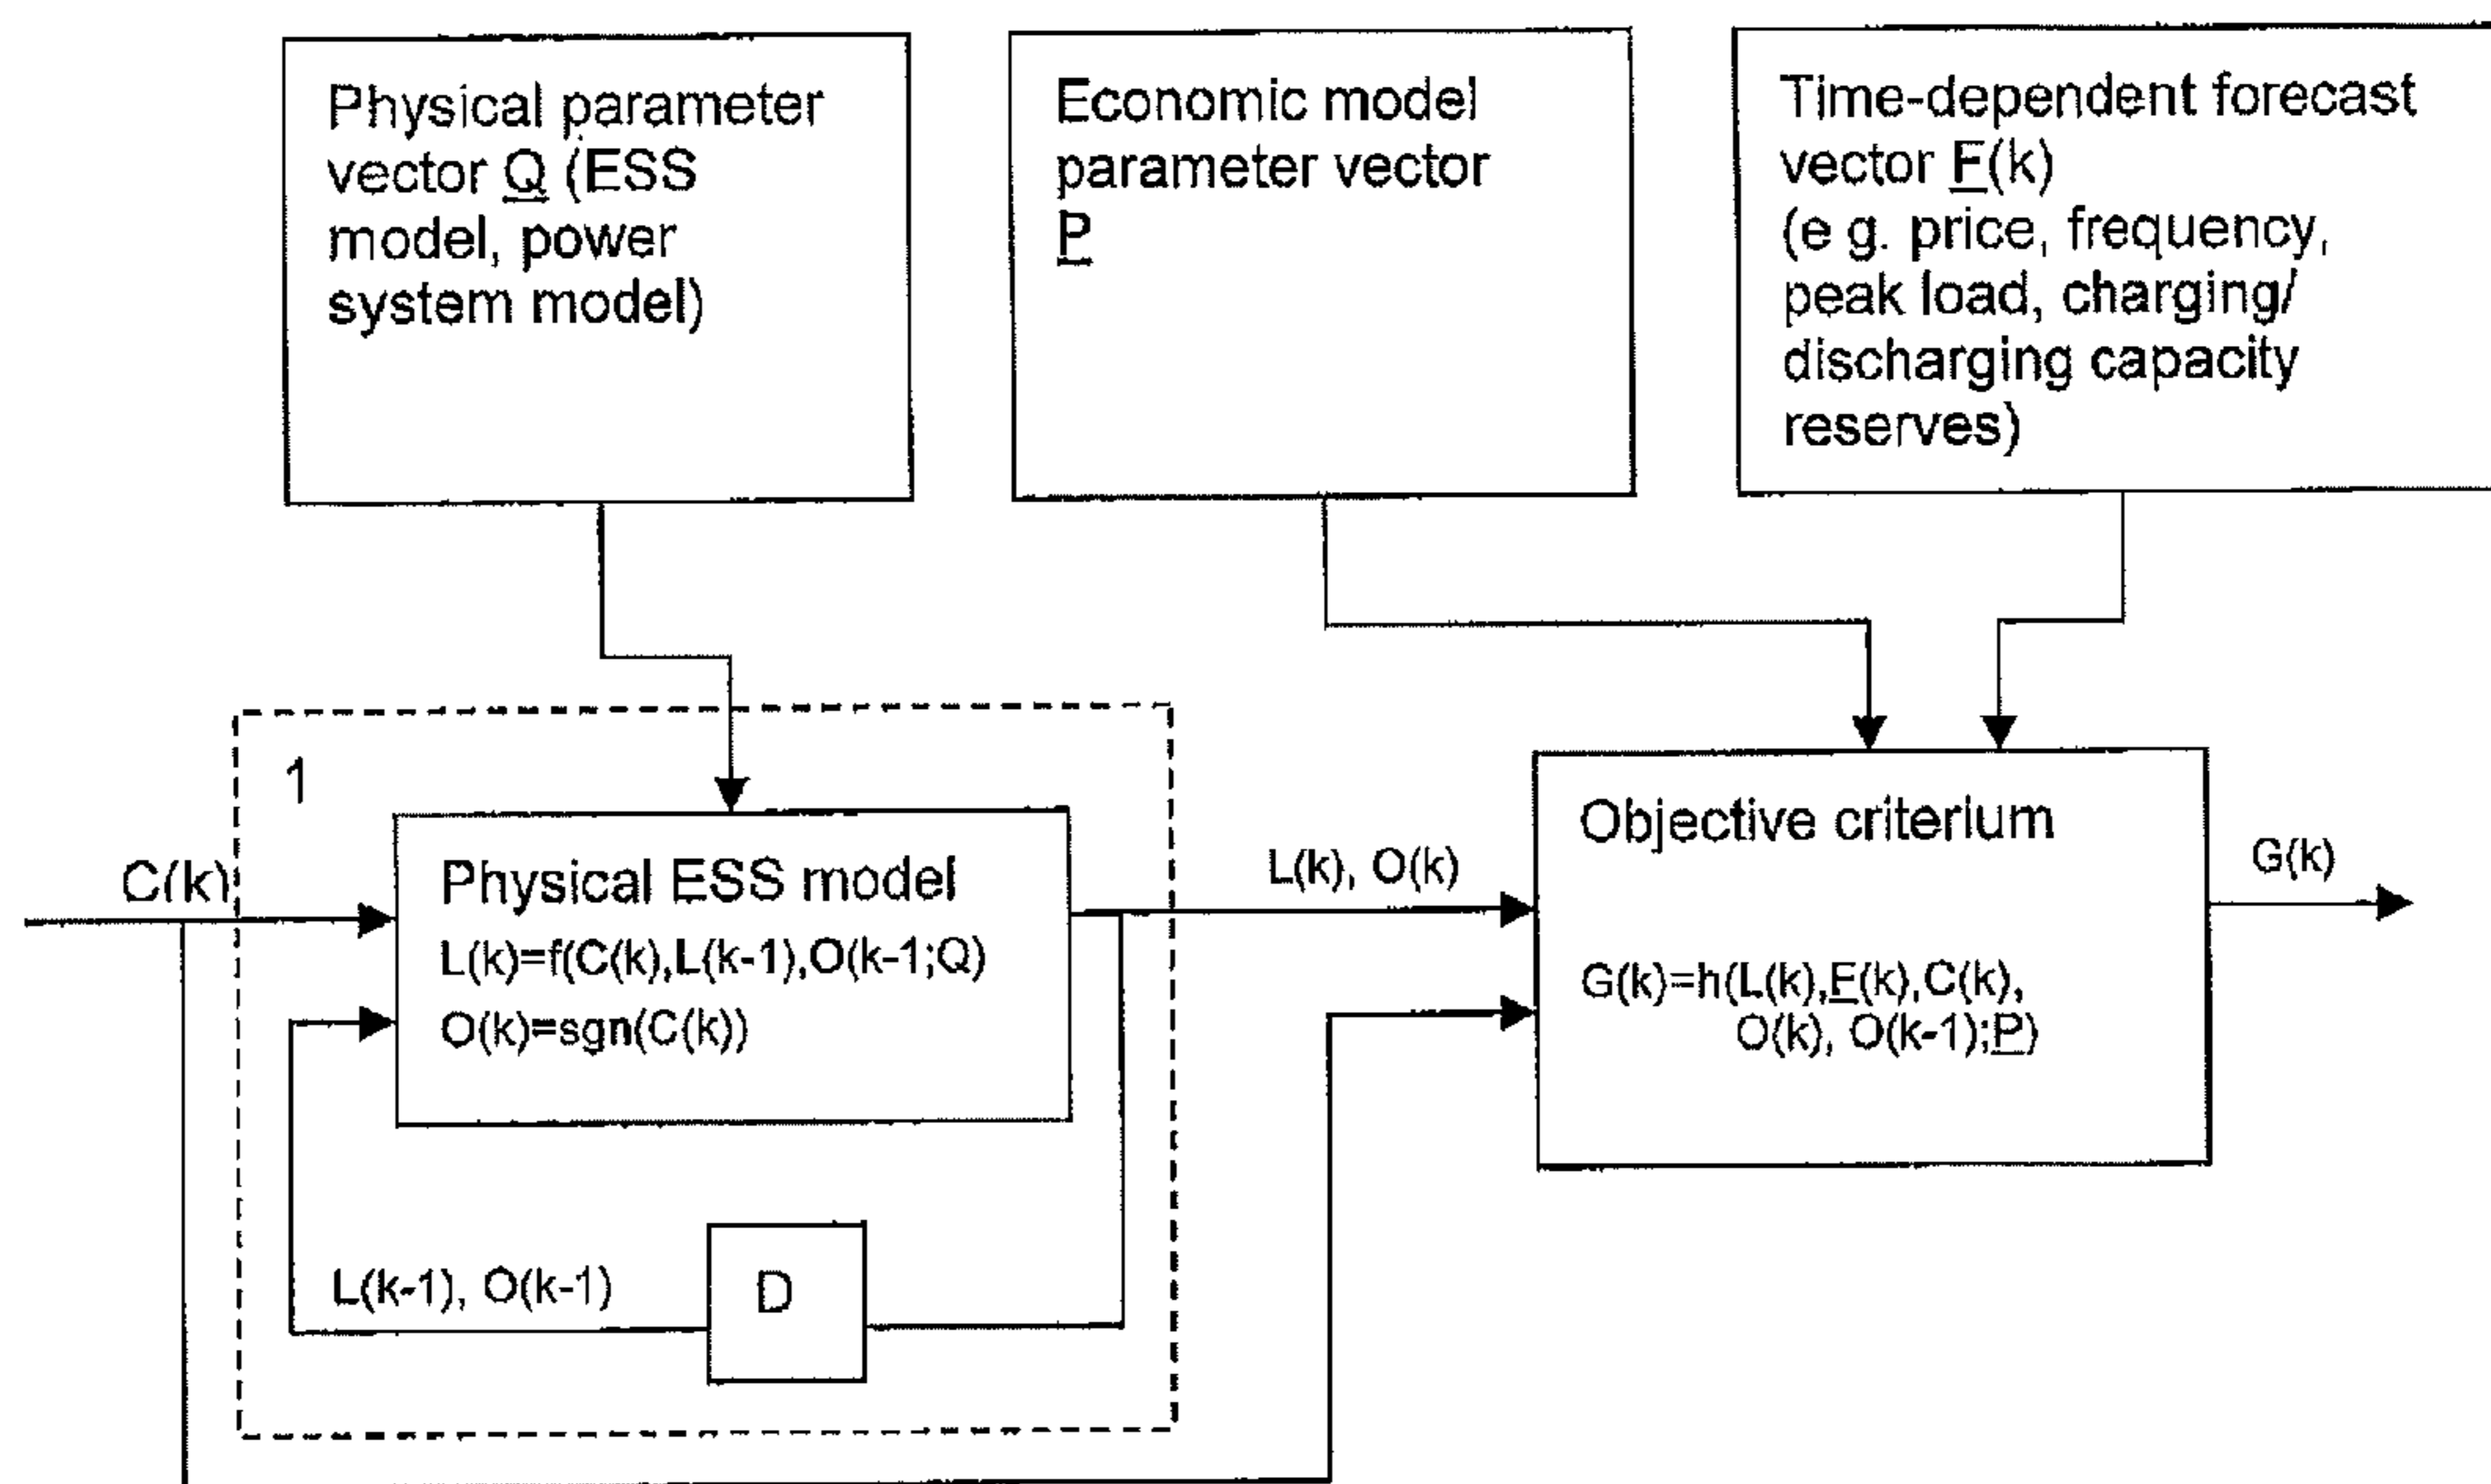 Physical parameter
vector Q (ESS
model, power
system model)
Economic model
parameter vector
P
Time-dependent forecast
vector F(k)
(e g. price, frequency,
peak load, charging/
discharging capacity
reserves)
1
C(k)
Physical ESS model
L(k)=f(C(k),L(k-1),O(k-1;Q)
O(k)=sgn(C(k))
L(k), O(k)
Objective criterium
G(k)=h(L(k),F(k),C(k),
O(k), O(k-1);P)
G(k)
L(k-1), O(k-1)
D